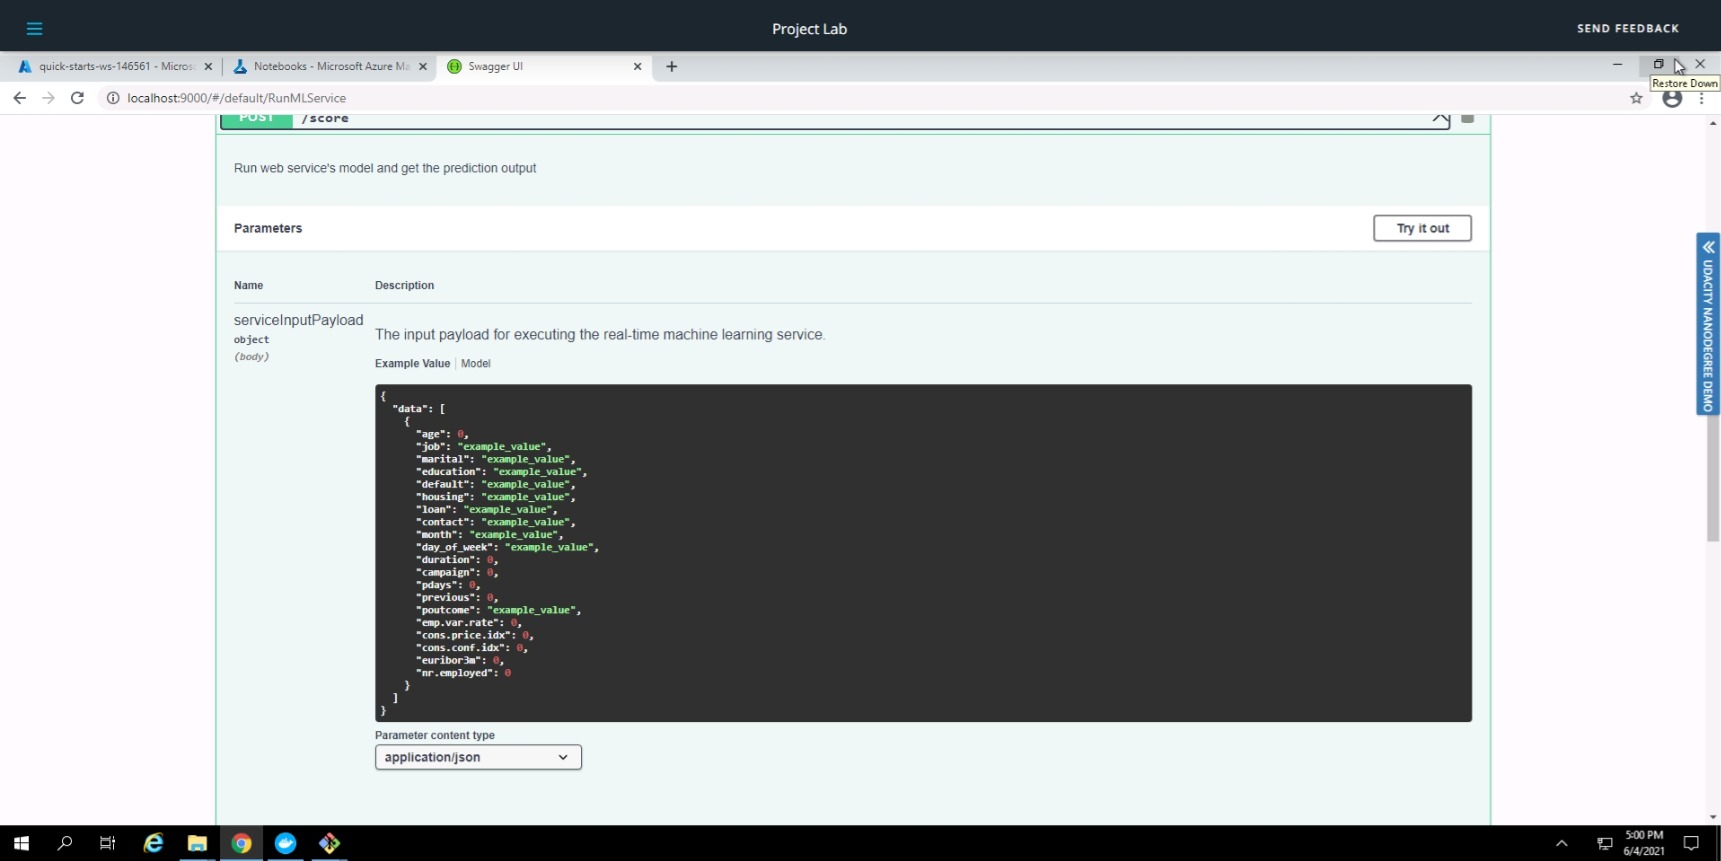 Project Lab
SEND FEEDBACK
quick-starts-ws-146561 - Micros
Notebooks - Microsoft Azure Ma
Swagger UI
Restore Down
localhost:9000/#/default/RunMLService
POST /score
Run web service's model and get the prediction output
Parameters
Try it out
Name Description
serviceInputPayload
object
(body)
The input payload for executing the real-time machine learning service.
Example Value | Model
{
"data": [
{
"age": 0,
"job": "example_value",
"marital": "example_value",
"education": "example_value",
"default": "example_value",
"housing": "example_value",
"loan": "example_value",
"contact": "example_value",
"month": "example_value",
"day_of_week": "example_value",
"duration": 0,
"campaign": 0,
"pdays": 0,
"previous": 0,
"poutcome": "example_value",
"emp.var.rate": 0,
"cons.price.idx": 0,
"cons.conf.idx": 0,
"euribor3m": 0,
"nr.employed": 0
}
]
}
Parameter content type
application/json
UDACITY NANODEGREE DEMO
5:00 PM
6/4/2021